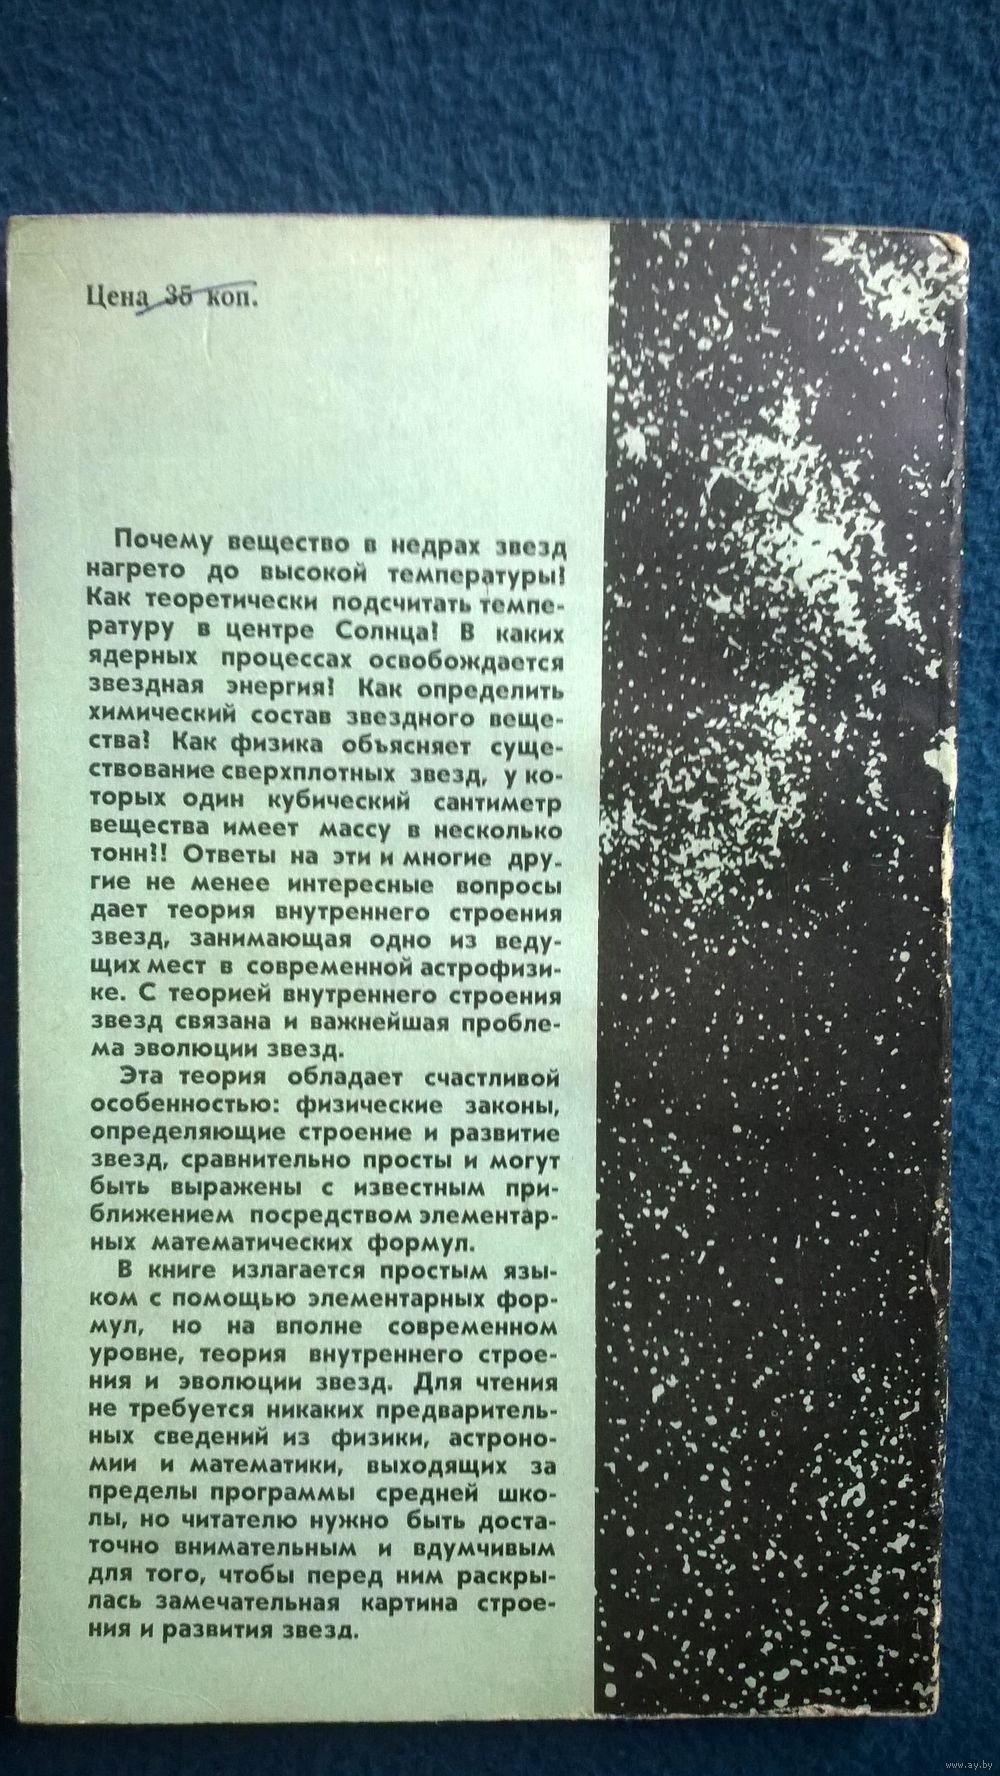 Цена 35 коп.
Почему вещество в недрах звезд
нагрето до высокой температуры?
Как теоретически подсчитать темпе-
ратуру в центре Солнца? В каких
ядерных процессах освобождается
звездная энергия? Как определить
химический состав звездного веще-
ства? Как физика объясняет суще-
ствование сверхплотных звезд, у ко-
торых один кубический сантиметр
вещества имеет массу в несколько
тонн?! Ответы на эти и многие дру-
гие не менее интересные вопросы
дает теория внутреннего строения
звезд, занимающая одно из веду-
щих мест в современной астрофизи-
ке. С теорией внутреннего строения
звезд связана и важнейшая пробле-
ма эволюции звезд.
Эта теория обладает счастливой
особенностью: физические законы,
определяющие строение и развитие
звезд, сравнительно просты и могут
быть выражены с известным при-
ближением посредством элементар-
ных математических формул.
В книге излагается простым язы-
ком с помощью элементарных фор-
мул, но на вполне современном
уровне, теория внутреннего строе-
ния и эволюции звезд. Для чтения
не требуется никаких предваритель-
ных сведений из физики, астроно-
мии и математики, выходящих за
пределы программы средней шко-
лы, но читателю нужно быть доста-
точно внимательным и вдумчивым
для того, чтобы перед ним раскры-
лась замечательная картина строе-
ния и развития звезд.
www.ay.by